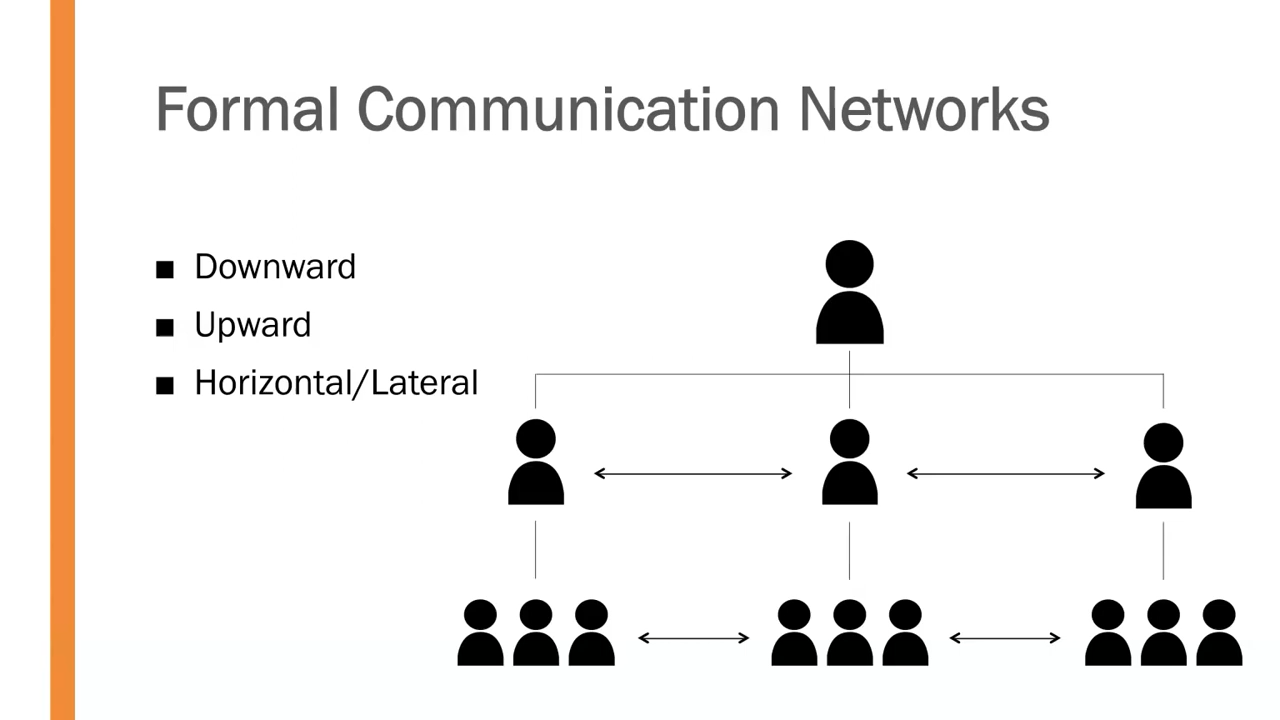 Formal Communication Networks
■ Downward
■ Upward
■ Horizontal/Lateral